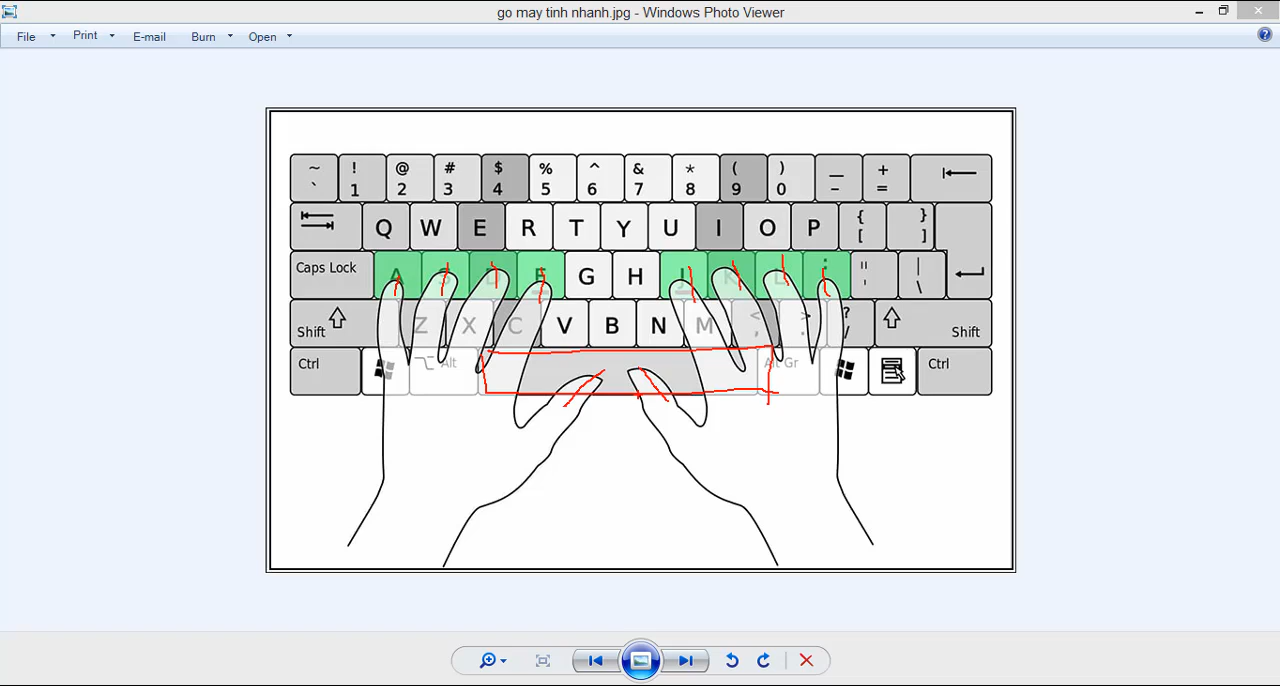 go may tinh nhanh.jpg - Windows Photo Viewer
File Print E-mail Burn Open
~ ! @ # $ % ^ & * ( ) — +
` 1 2 3 4 5 6 7 8 9 0 - =
Q W E R T Y U I O P { }
[ ]
Caps Lock A S D F G H J K L : " |
' \
Shift Z X C V B N M < > ? Shift
, . /
Ctrl Alt Alt Gr Ctrl